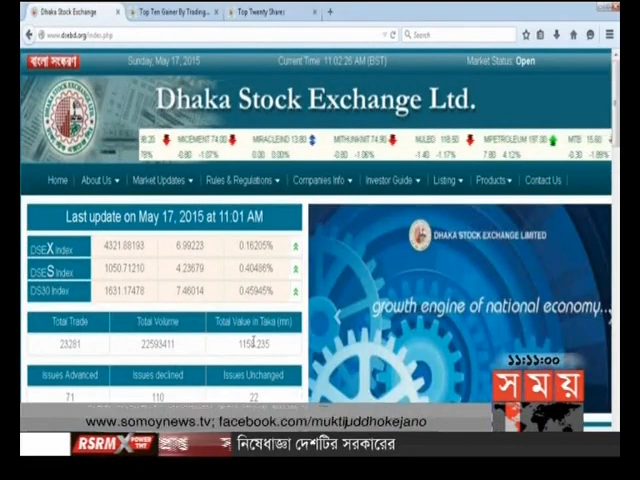 Dhaka Stock Exchange
Top Ten Gainer By Trading...
Top Twenty Shares
www.dsebd.org/index.php
Search
বাংলা সংস্করণ
Sunday, May 17, 2015
Current Time: 11:02:26 AM (BST)
Market Status: Open
Dhaka Stock Exchange Ltd.
MICEMENT 74.00 MIRACLEIND 13.80 MITHUNKNIT 74.90 MJLBD 118.50 MPETROLEUM 197.00 MTB 15.60
-0.80 -1.07% 0.00 0.00% -0.80 -1.06% -1.40 -1.17% 7.80 4.12% -0.30
Home About Us Market Updates Rules & Regulations Companies Info Investor Guide Listing Products Contact Us
Last update on May 17, 2015 at 11:01 AM
DSEX Index 4321.88193 6.99223 0.16205%
DSES Index 1050.71210 4.23679 0.40486%
DS30 Index 1631.17478 7.46014 0.45945%
Total Trade Total Volume Total Value in Taka (mn)
23281 22593411
Issues Advanced Issues declined Issues Unchanged
71 110 22
DHAKA STOCK EXCHANGE LIMITED
growth engine of national economy...
11:11:00
সময়
www.somoynews.tv; facebook.com/muktijuddhokejano
RSRM X POWER TMT
নিষেধাজ্ঞা দেশটির সরকারের